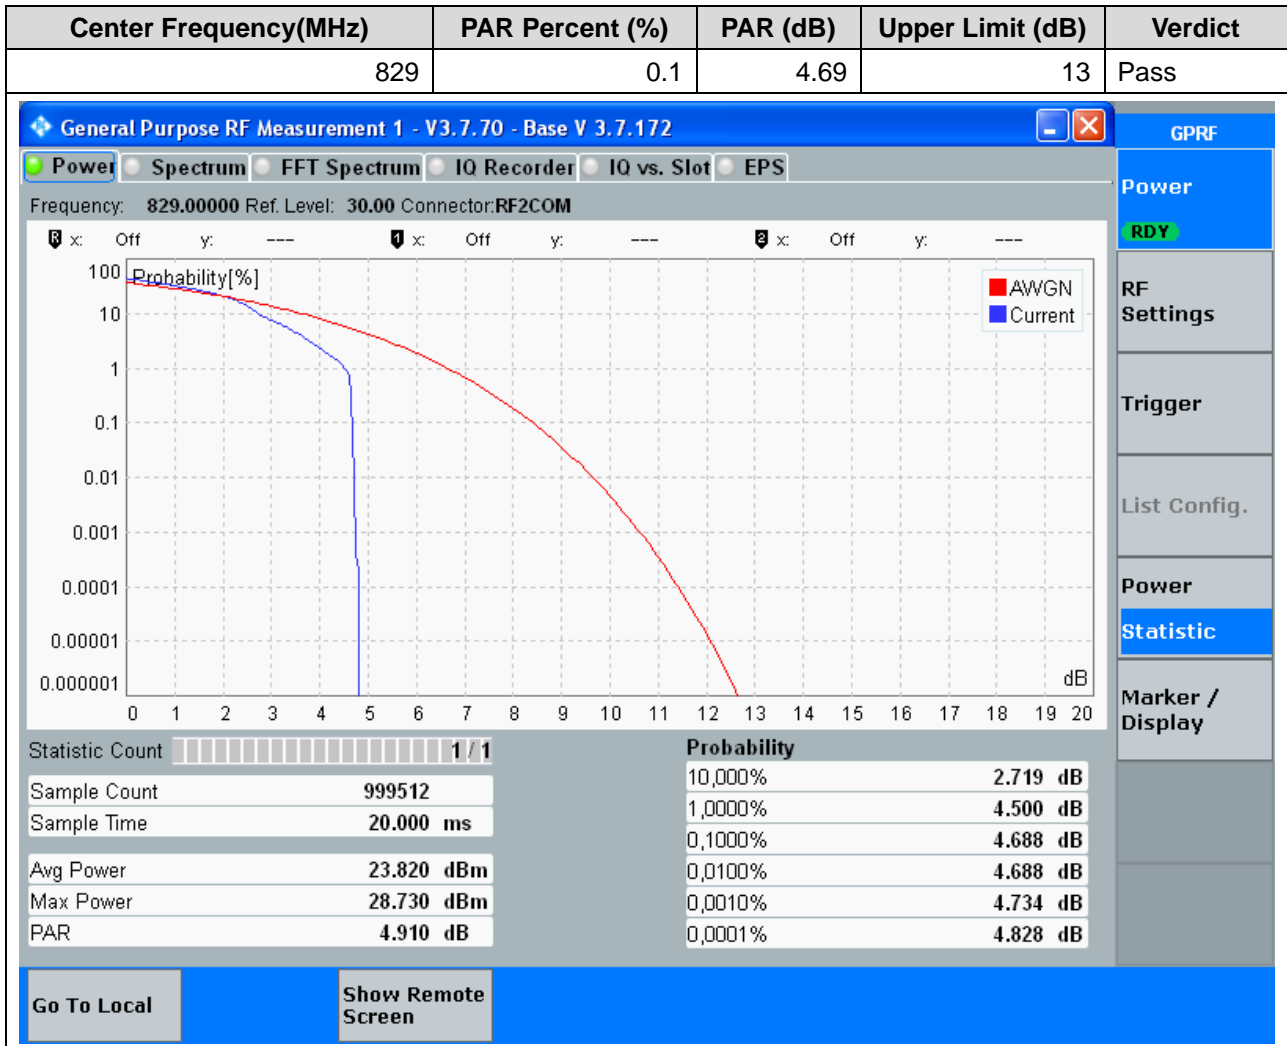 Center Frequency(MHz) PAR Percent (%) PAR (dB) Upper Limit (dB) Verdict
829 0.1 4.69 13 Pass
General Purpose RF Measurement 1 - V3.7.70 - Base V 3.7.172
GPRF
Power Spectrum FFT Spectrum IQ Recorder IQ vs. Slot EPS
Frequency: 829.00000 Ref. Level: 30.00 Connector:RF2COM
R x: Off y: --- 1 x: Off y: --- 2 x: Off y: ---
Probability[%]
AWGN
Current
100
10
1
0.1
0.01
0.001
0.0001
0.00001
0.000001
dB
0 1 2 3 4 5 6 7 8 9 10 11 12 13 14 15 16 17 18 19 20
Statistic Count 1 / 1
Sample Count 999512
Sample Time 20.000 ms
Avg Power 23.820 dBm
Max Power 28.730 dBm
PAR 4.910 dB
Probability
10,000% 2.719 dB
1,0000% 4.500 dB
0,1000% 4.688 dB
0,0100% 4.688 dB
0,0010% 4.734 dB
0,0001% 4.828 dB
Power
RDY
RF
Settings
Trigger
List Config.
Power
Statistic
Marker /
Display
Go To Local
Show Remote
Screen